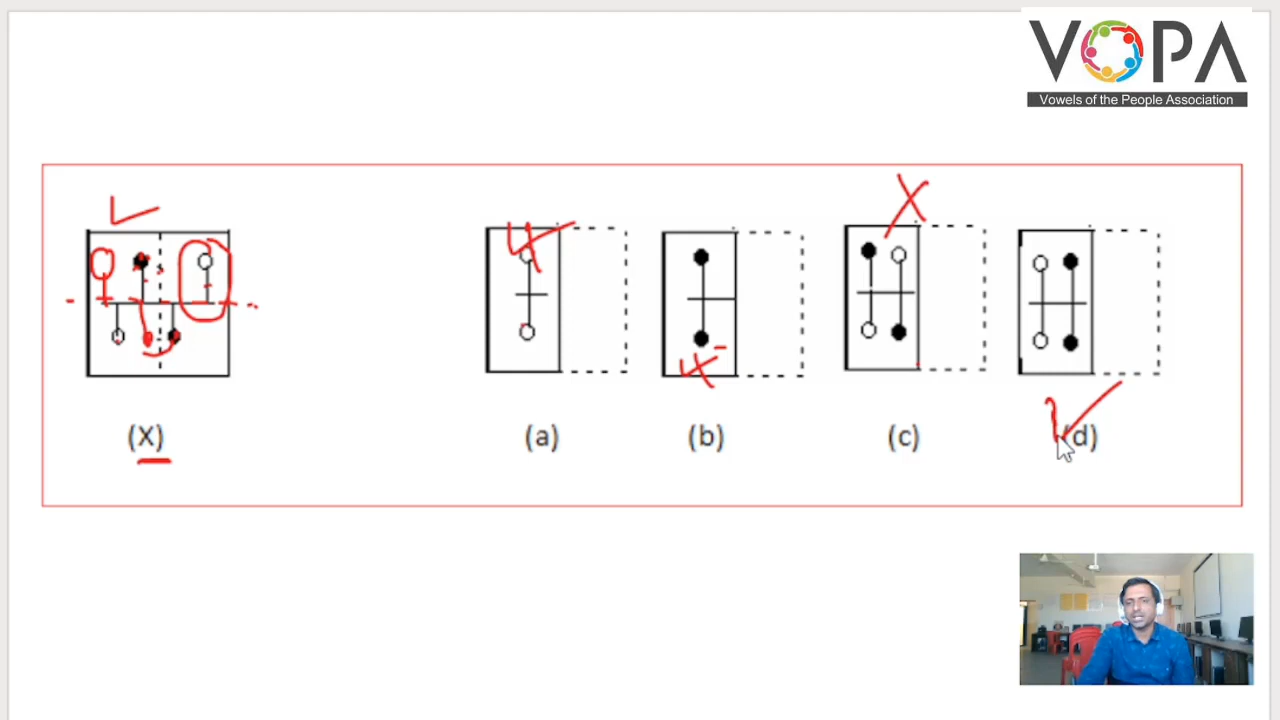 VOPA
Vowels of the People Association
(X)
(a)
(b)
(c)
(d)